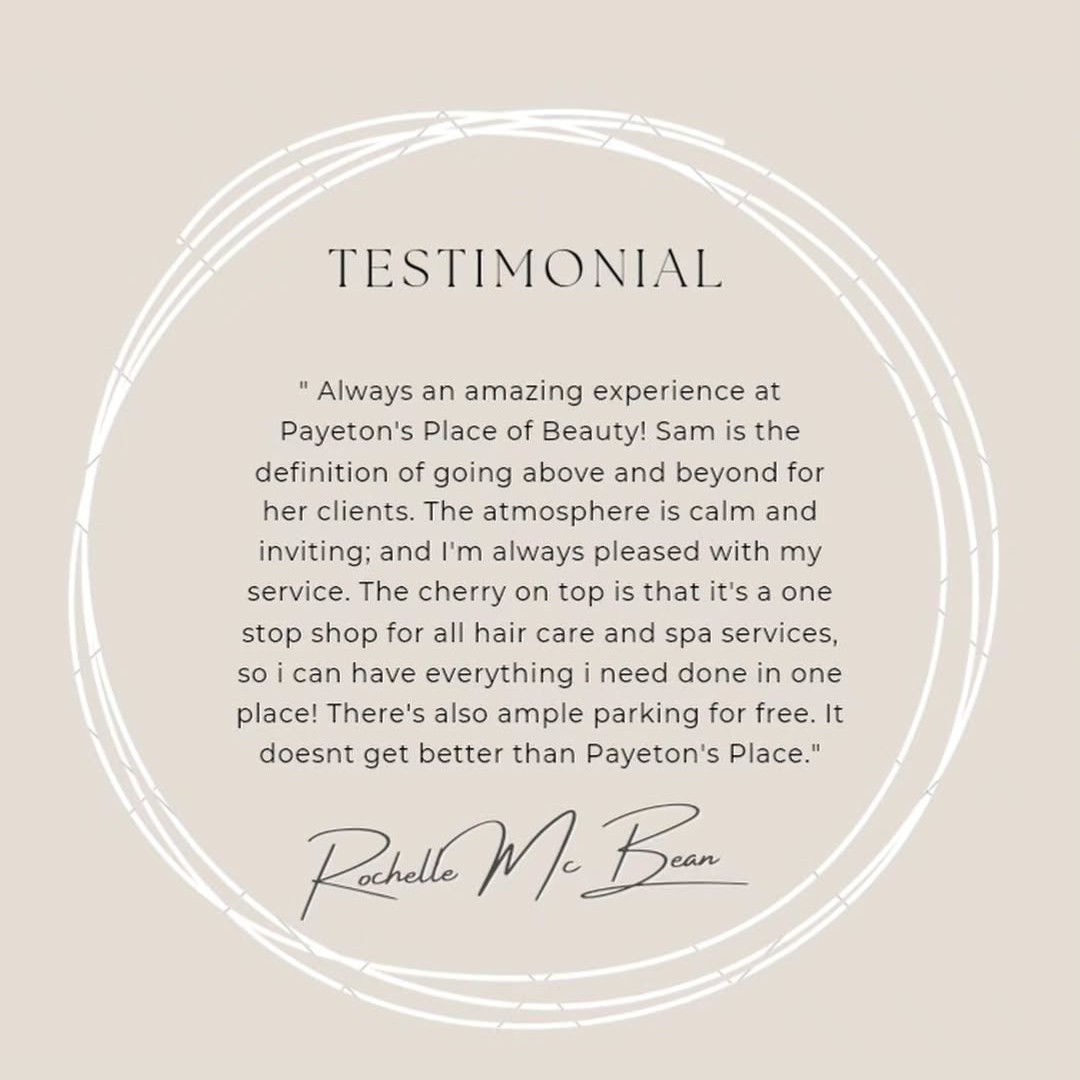 TESTIMONIAL
" Always an amazing experience at
Payeton's Place of Beauty! Sam is the
definition of going above and beyond for
her clients. The atmosphere is calm and
inviting; and I'm always pleased with my
service. The cherry on top is that it's a one
stop shop for all hair care and spa services,
so i can have everything i need done in one
place! There's also ample parking for free. It
doesnt get better than Payeton's Place."
Rochelle Mc Bean